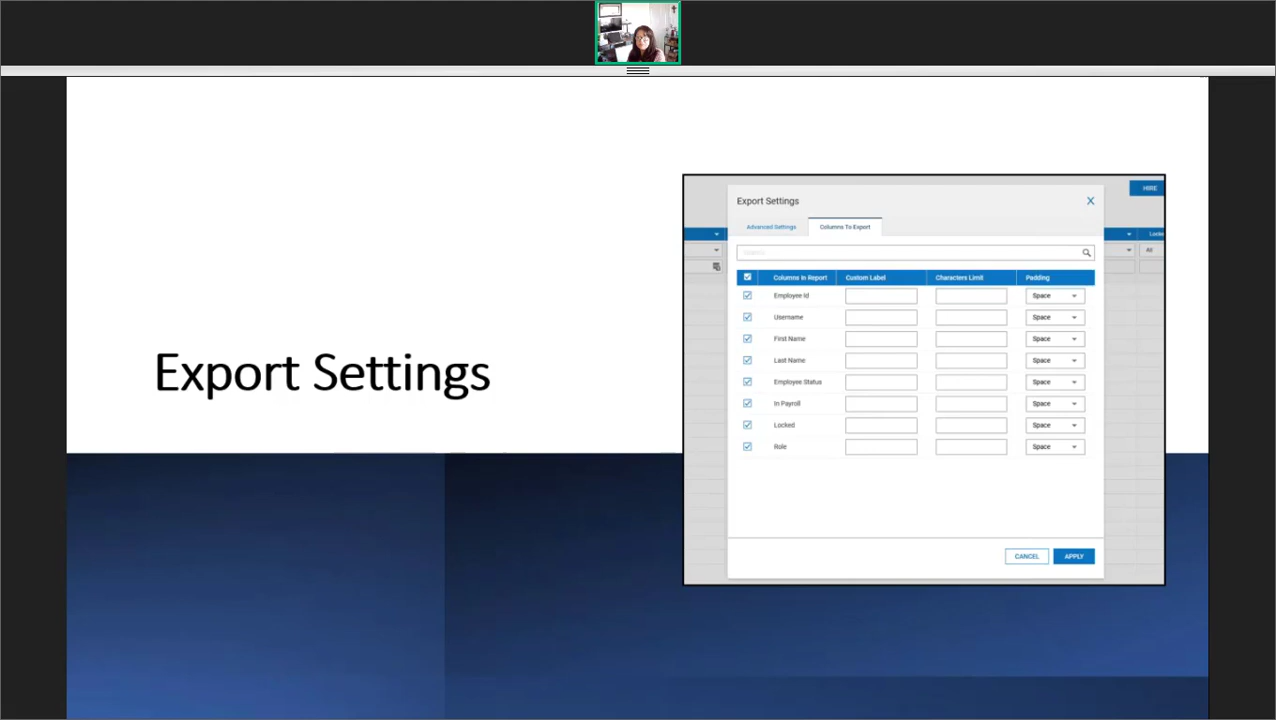 HIRE
Export Settings X
Advanced Settings Columns To Export
Locke
All
Search...
Columns In Report Custom Label Characters Limit Padding
Employee Id Space
Username Space
First Name Space
Last Name Space
Employee Status Space
In Payroll Space
Locked Space
Role Space
CANCEL APPLY
Export Settings